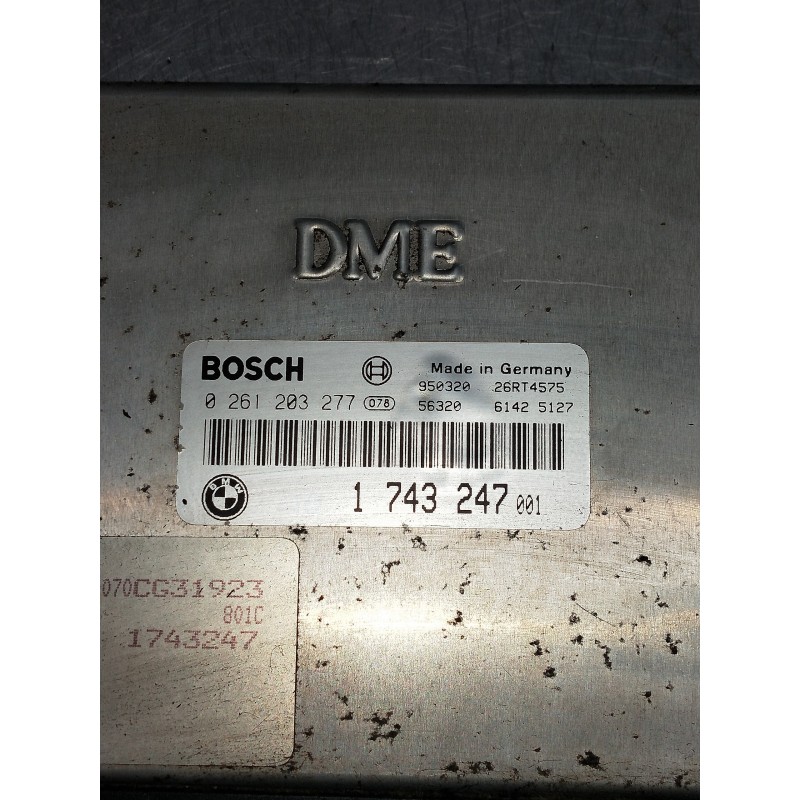 DME
BOSCH Made in Germany
950320 26RT4575
0 261 203 277 078 56320 6142 5127
BMW 1 743 247 001
070CG31923
801C
1743247